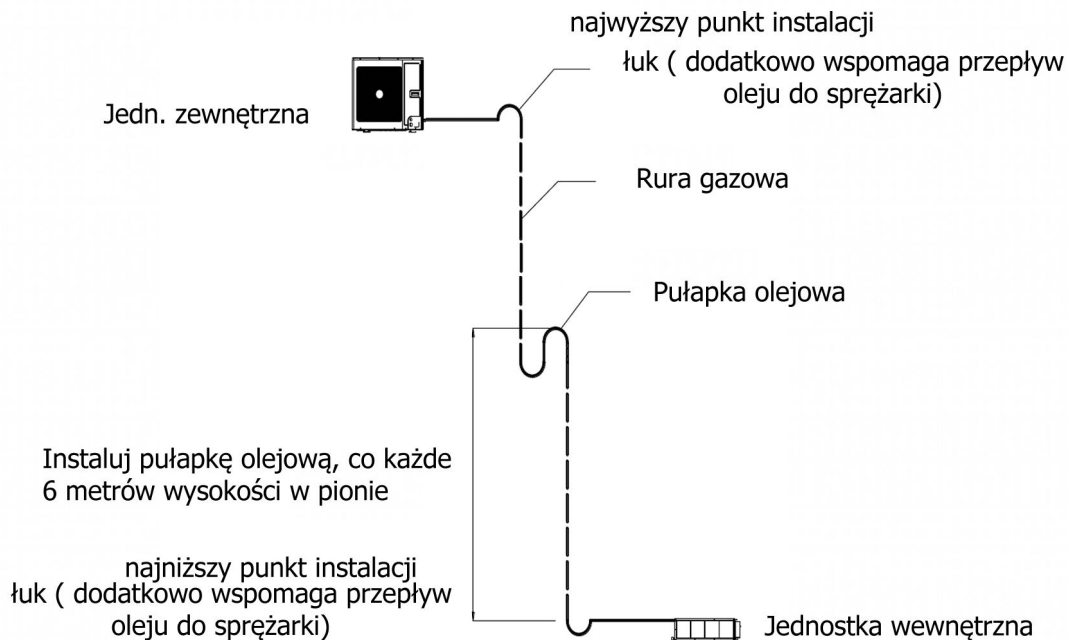 najwyższy punkt instalacji
łuk ( dodatkowo wspomaga przepływ
oleju do sprężarki)
Jedn. zewnętrzna
Rura gazowa
Pułapka olejowa
Instaluj pułapkę olejową, co każde
6 metrów wysokości w pionie
najniższy punkt instalacji
łuk ( dodatkowo wspomaga przepływ
oleju do sprężarki)
Jednostka wewnętrzna